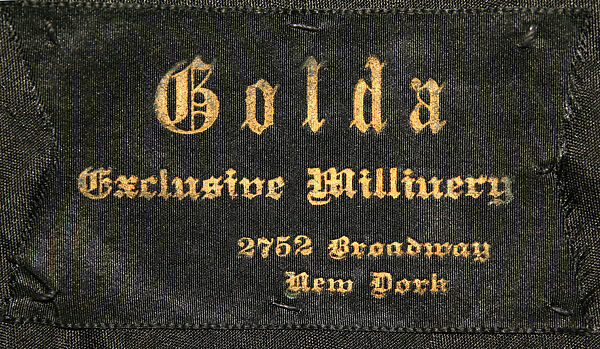 Golda
Exclusive Millinery
2752 Broadway
New York